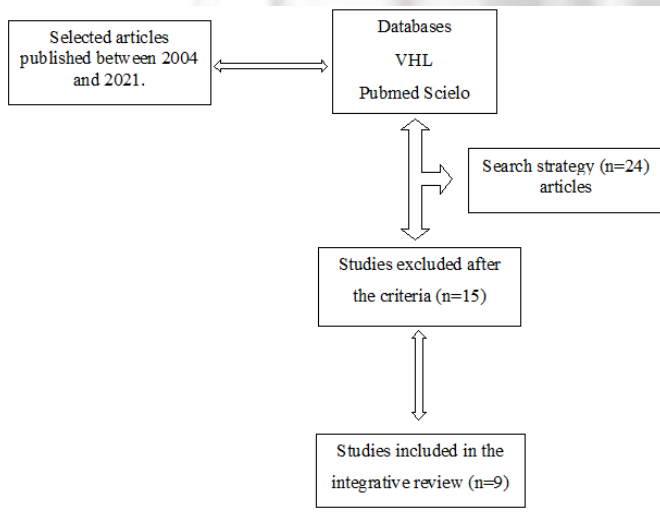 Selected articles
published between 2004
and 2021.
Databases
VHL
Pubmed Scielo
Search strategy (n=24)
articles
Studies excluded after
the criteria (n=15)
Studies included in the
integrative review (n=9)